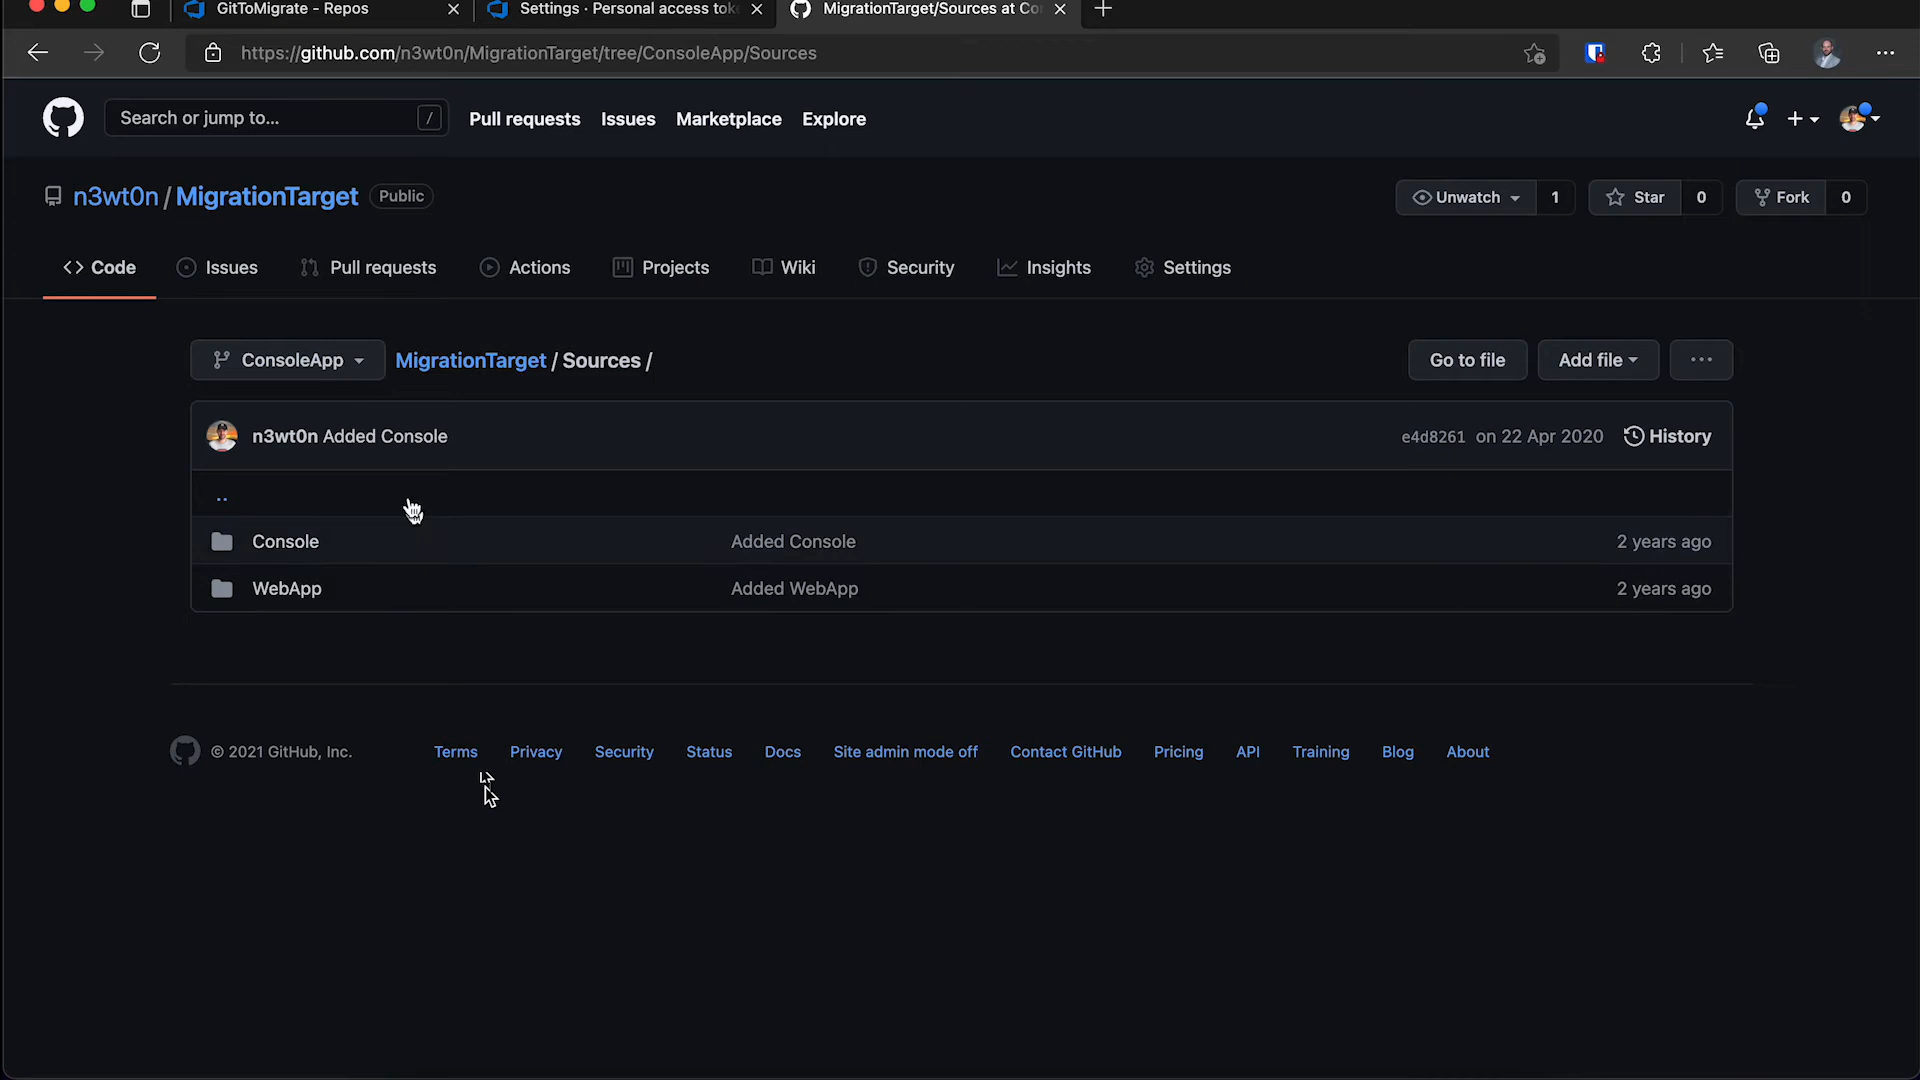 GitToMigrate - Repos
Settings · Personal access tok
MigrationTarget/Sources at Co
https://github.com/n3wt0n/MigrationTarget/tree/ConsoleApp/Sources
Search or jump to... /
Pull requests Issues Marketplace Explore
n3wt0n / MigrationTarget Public
Unwatch 1 Star 0 Fork 0
Code Issues Pull requests Actions Projects Wiki Security Insights Settings
ConsoleApp MigrationTarget / Sources / Go to file Add file ...
n3wt0n Added Console e4d8261 on 22 Apr 2020 History
..
Console Added Console 2 years ago
WebApp Added WebApp 2 years ago
© 2021 GitHub, Inc. Terms Privacy Security Status Docs Site admin mode off Contact GitHub Pricing API Training Blog About